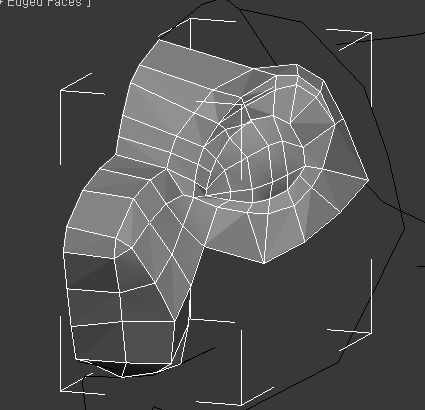 + Edged Faces ]